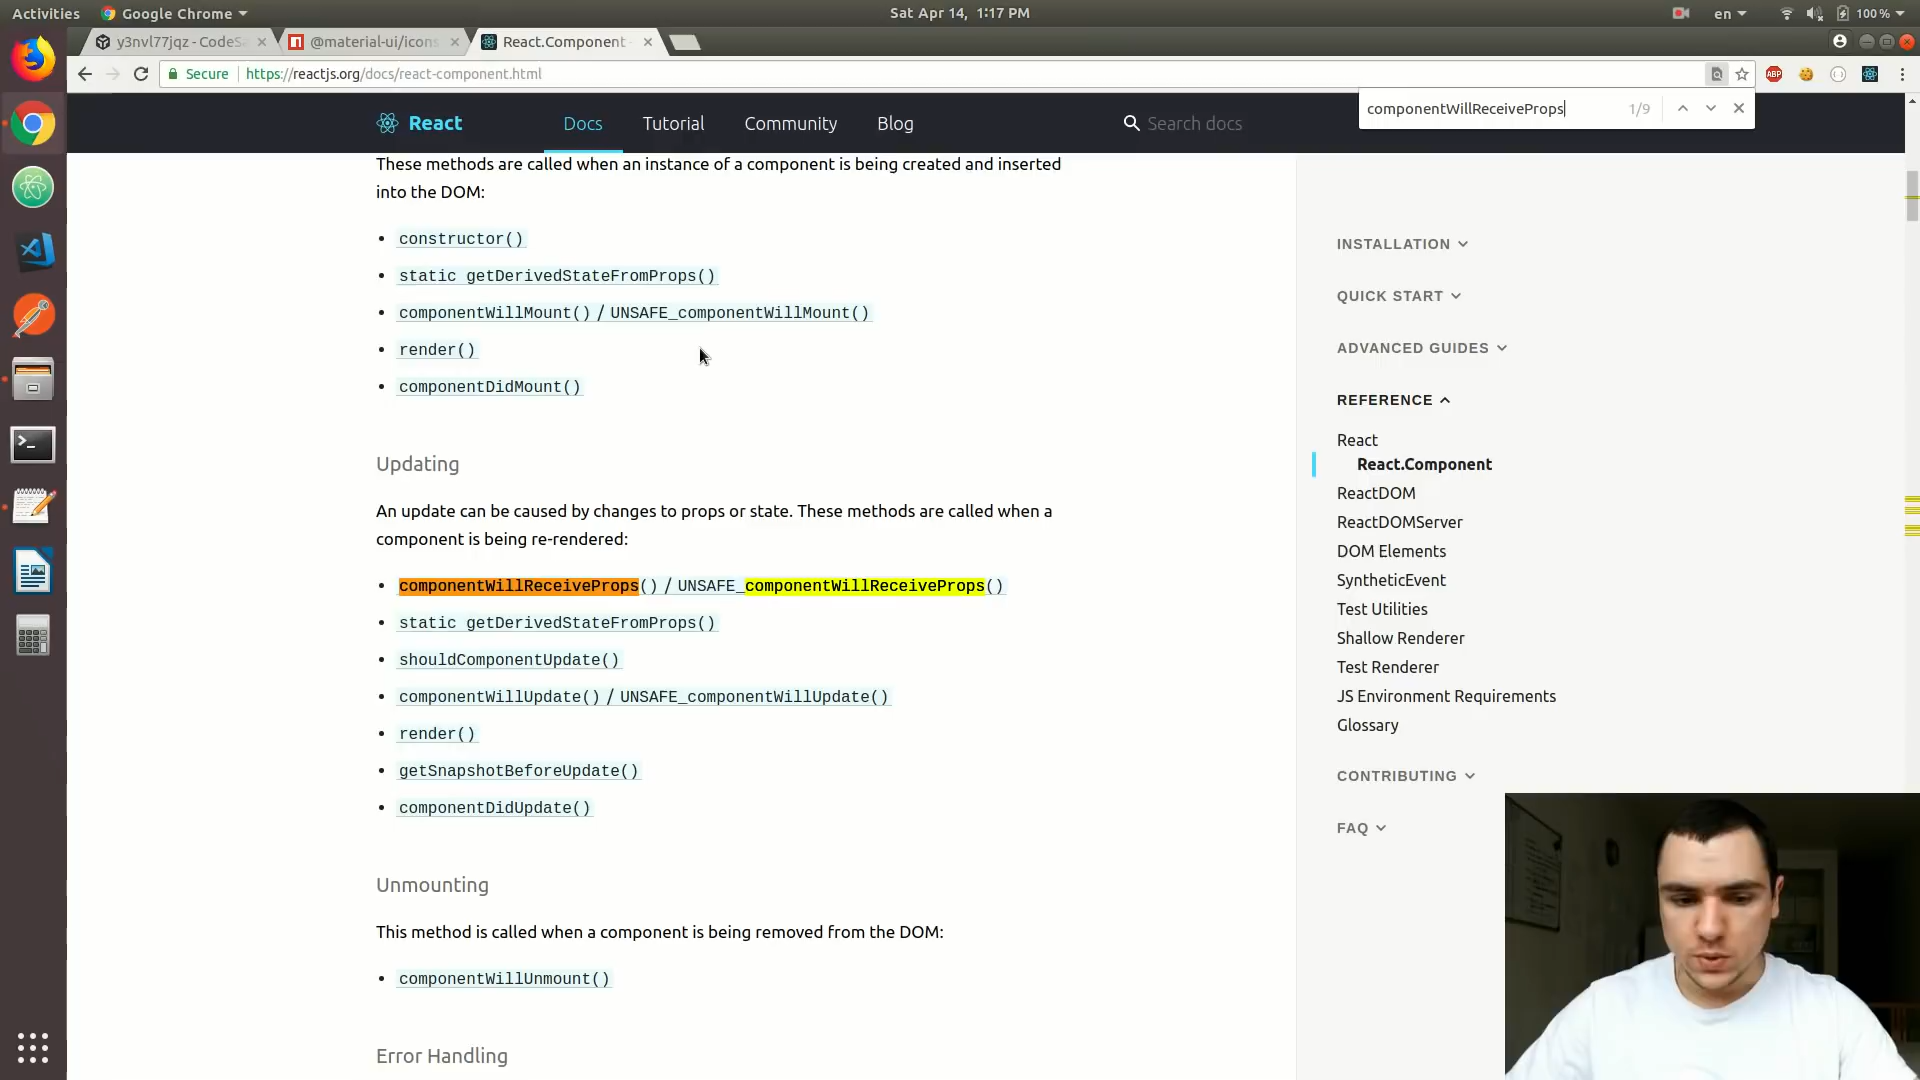 Activities
Google Chrome
Sat Apr 14, 1:17 PM
en
100 %
y3nvl77jqz - CodeSa
@material-ui/icons
React.Component
Secure
https://reactjs.org/docs/react-component.html
ABP
componentWillReceiveProps
1/9
React
Docs
Tutorial
Community
Blog
Search docs
These methods are called when an instance of a component is being created and inserted
into the DOM:
constructor()
static getDerivedStateFromProps()
componentWillMount() / UNSAFE_componentWillMount()
render()
componentDidMount()
Updating
An update can be caused by changes to props or state. These methods are called when a
component is being re-rendered:
componentWillReceiveProps() / UNSAFE_componentWillReceiveProps()
static getDerivedStateFromProps()
shouldComponentUpdate()
componentWillUpdate() / UNSAFE_componentWillUpdate()
render()
getSnapshotBeforeUpdate()
componentDidUpdate()
Unmounting
This method is called when a component is being removed from the DOM:
componentWillUnmount()
Error Handling
INSTALLATION
QUICK START
ADVANCED GUIDES
REFERENCE
React
React.Component
ReactDOM
ReactDOMServer
DOM Elements
SyntheticEvent
Test Utilities
Shallow Renderer
Test Renderer
JS Environment Requirements
Glossary
CONTRIBUTING
FAQ